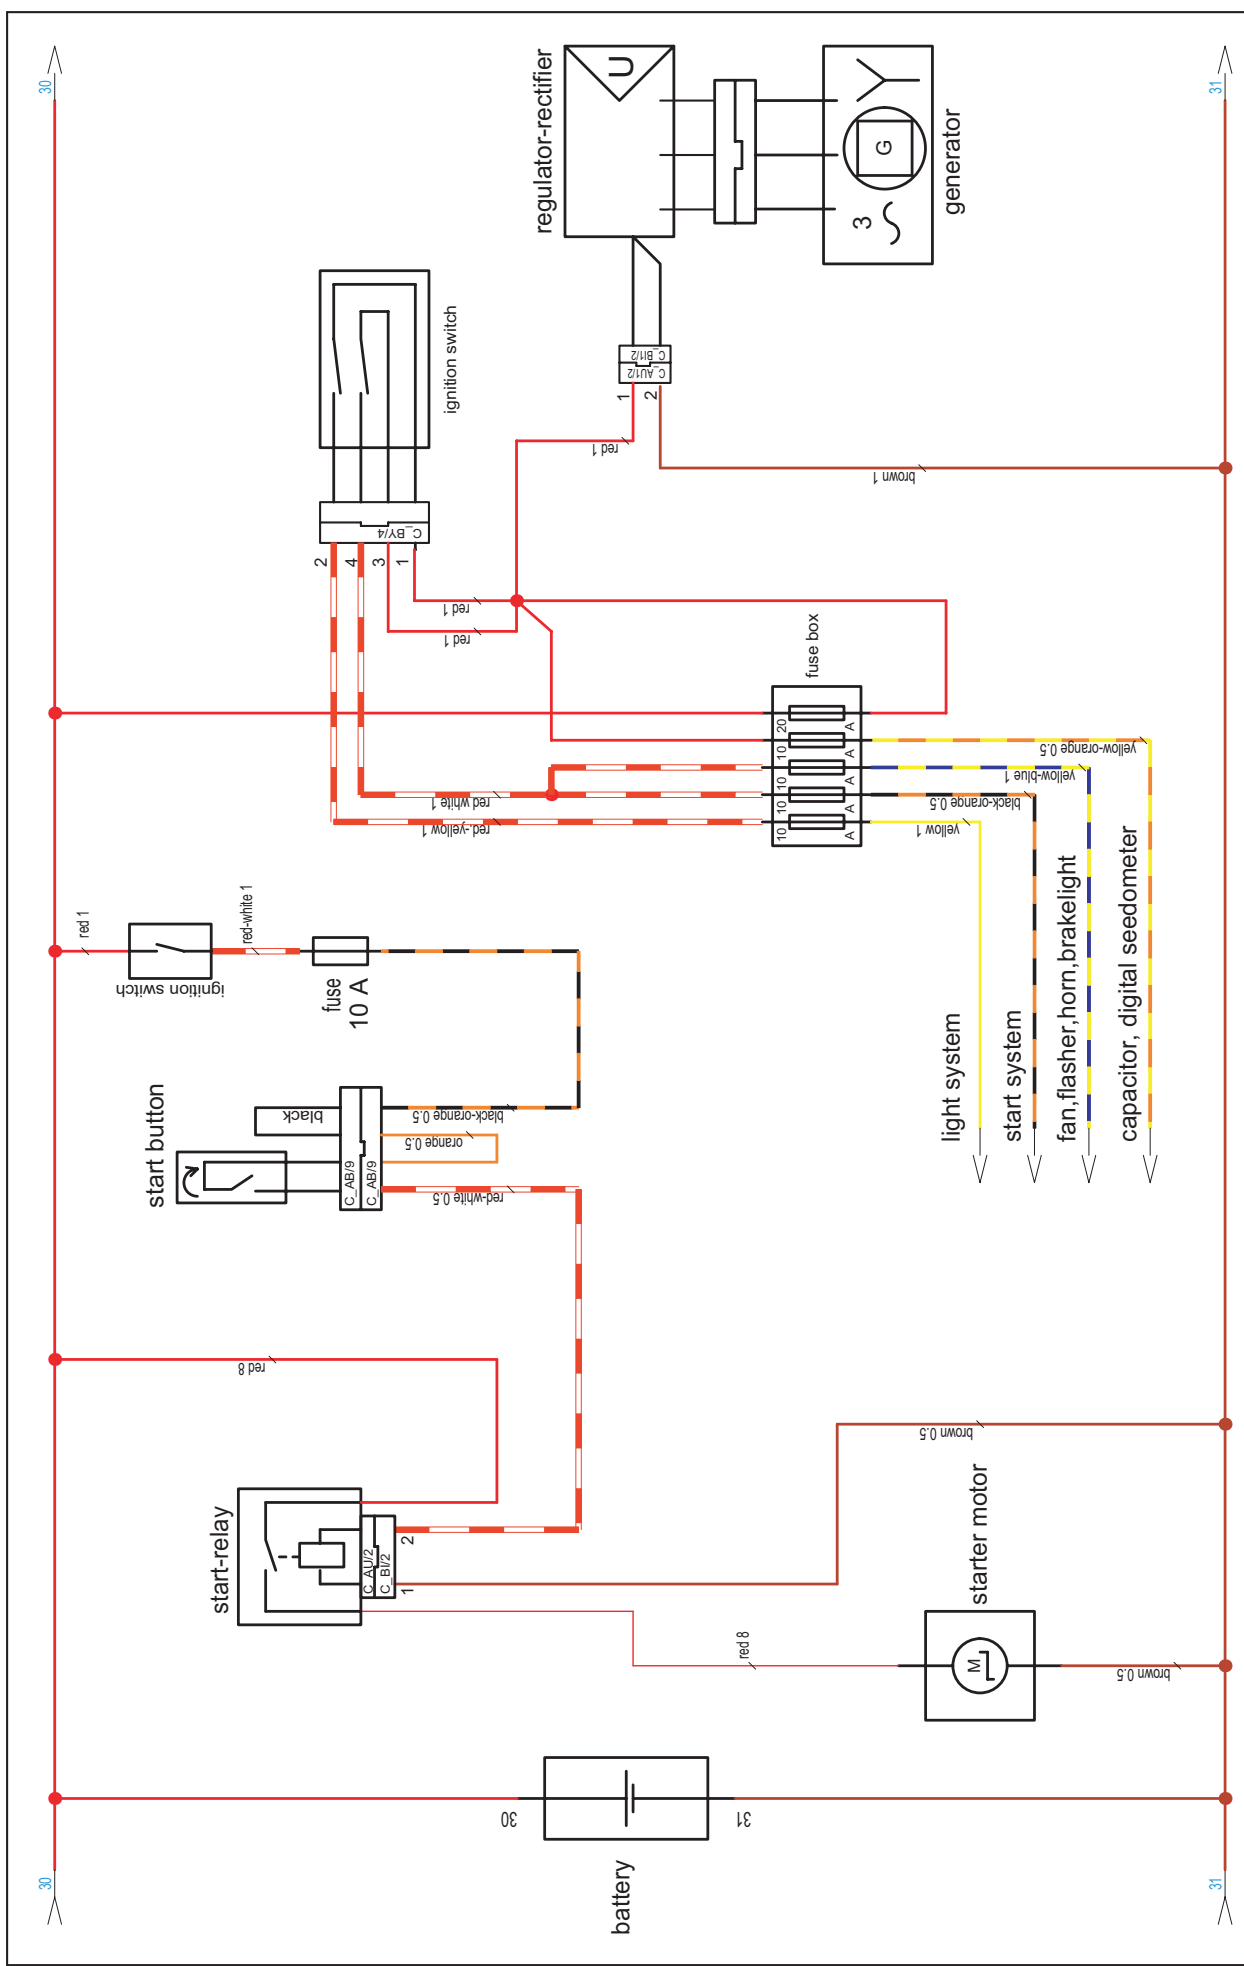 30
30
regulator-rectifier
U
G
3
generator
31
ignition switch
C_BY/4
2
4
3
1
C_BI1/2
C_AU1/2
1
2
red 1
brown 1
red 1
red 1
fuse box
20 A
10 A
10 A
10 A
10 A
red white 1
red-yellow 1
yellow-orange 0.5
yellow-blue 1
black-orange 0.5
yellow 1
light system
start system
fan,flasher,horn,brakelight
capacitor, digital seedometer
red 1
ignition switch
red-white 1
fuse
10 A
start button
black
C_AB/9
C_AB/9
black-orange 0.5
orange 0.5
red-white 0.5
red 8
start-relay
C_AU/2
C_BI/2
2
1
brown 0.5
starter motor
M
red 8
brown 0.5
battery
30
31
31